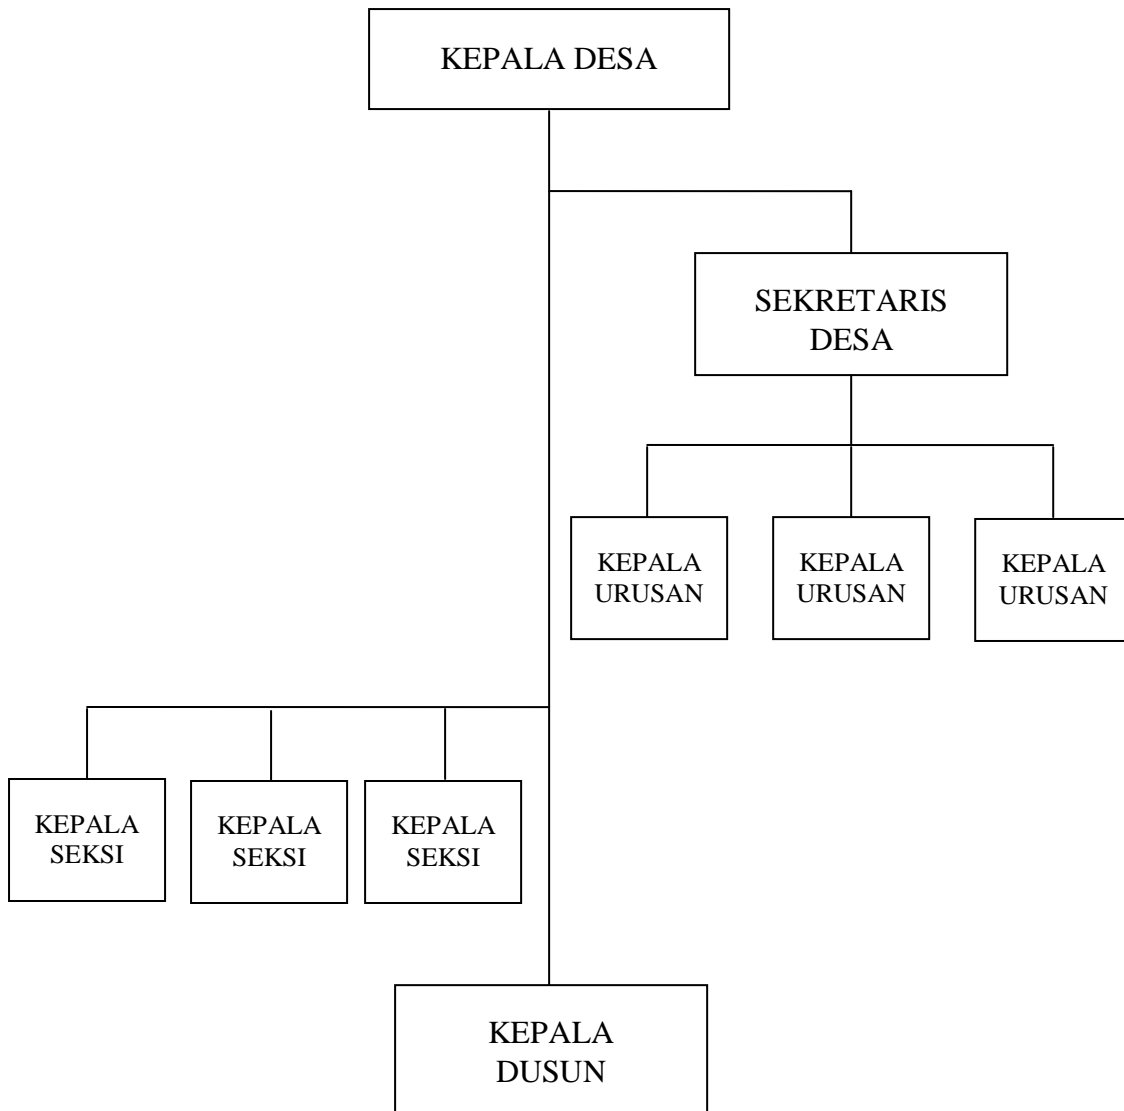 KEPALA DESA
SEKRETARIS
DESA
KEPALA
URUSAN
KEPALA
URUSAN
KEPALA
URUSAN
KEPALA
SEKSI
KEPALA
SEKSI
KEPALA
SEKSI
KEPALA
DUSUN